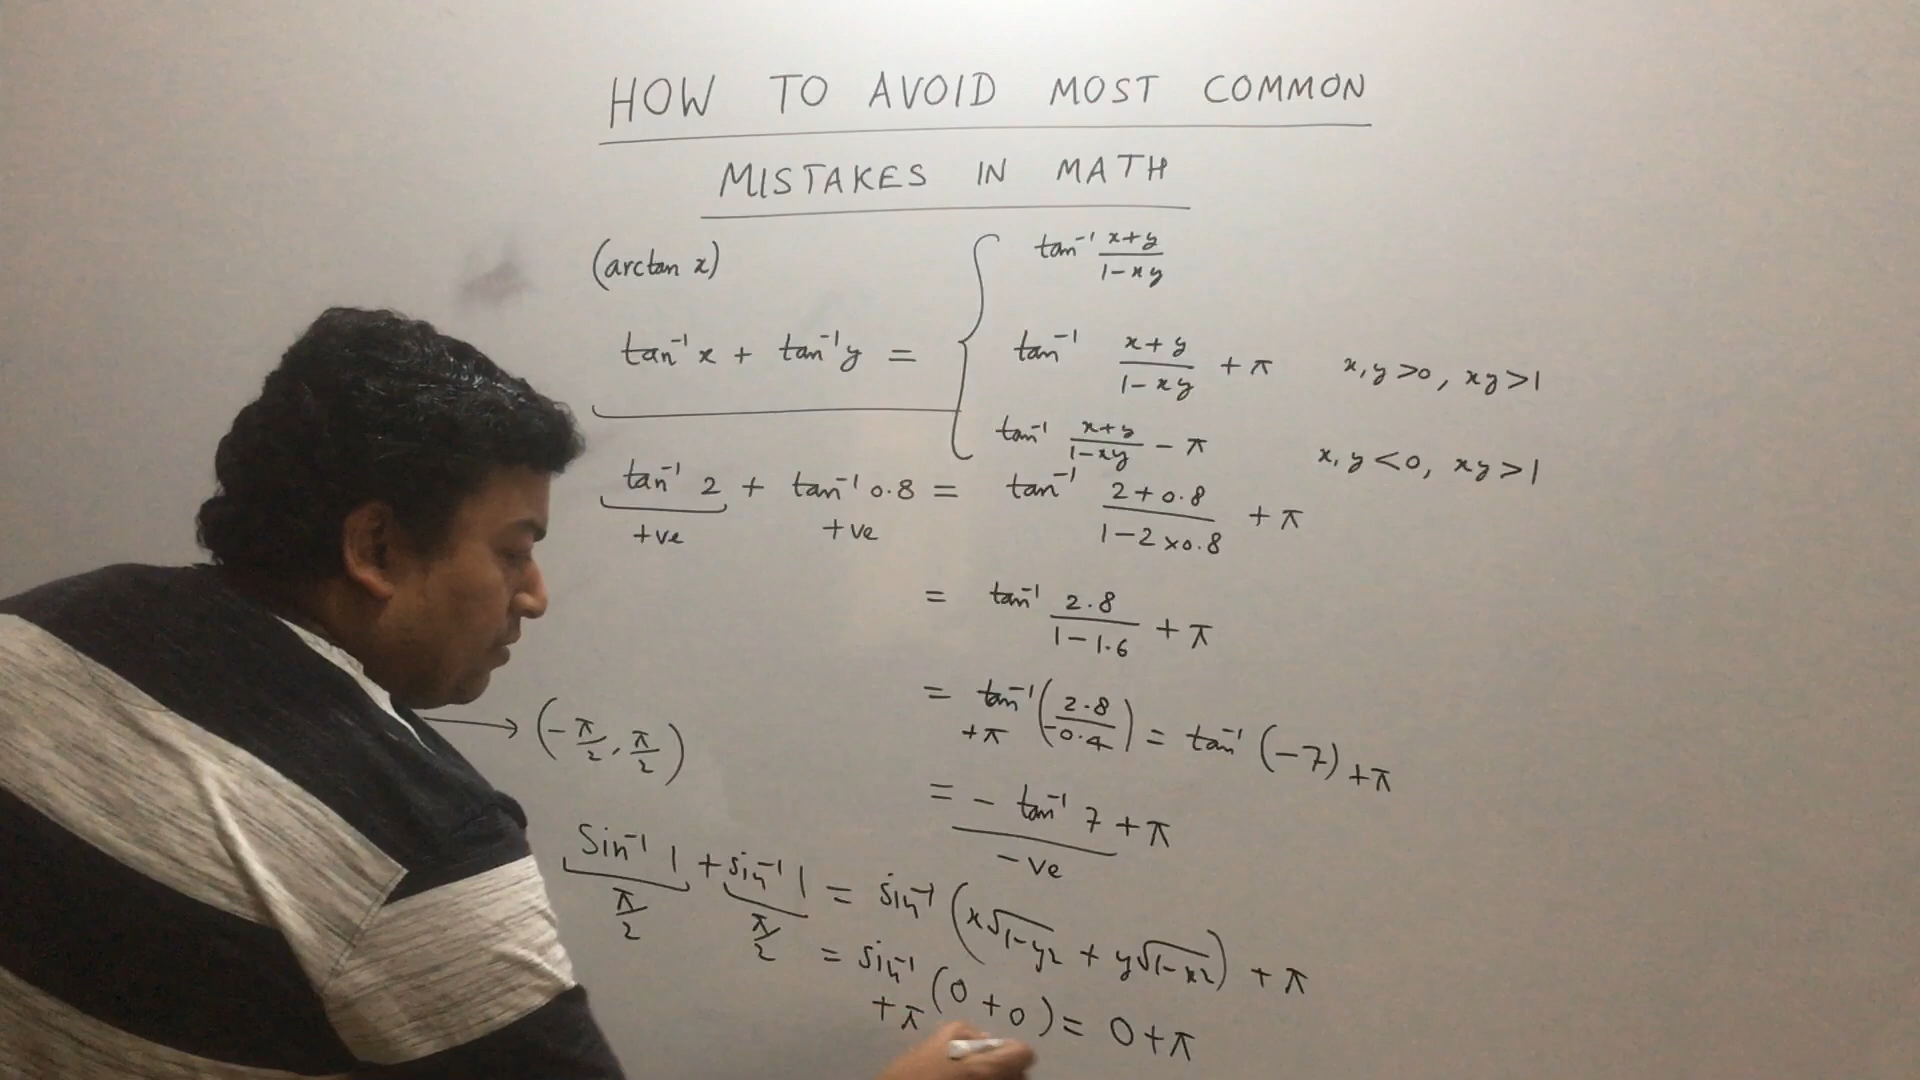 HOW TO AVOID MOST COMMON
MISTAKES IN MATH
(arctan x)
tan⁻¹x + tan⁻¹y = { tan⁻¹ (x+y)/(1-xy)
tan⁻¹ (x+y)/(1-xy) + π x,y>0, xy>1
tan⁻¹ (x+y)/(1-xy) - π x,y<0, xy>1
tan⁻¹ 2 + tan⁻¹ 0.8 = tan⁻¹ (2+0.8)/(1-2×0.8) + π
+ve +ve
= tan⁻¹ 2.8/(1-1.6) + π
= tan⁻¹ (2.8/-0.4) +π = tan⁻¹ (-7) + π
= - tan⁻¹ 7 + π
-ve
→ (-π/2, π/2)
Sin⁻¹ 1 + sin⁻¹ 1 = sin⁻¹ (x√1-y2 + y√1-x2) + π
π/2 π/2
= sin⁻¹ (0+0) +π = 0+π